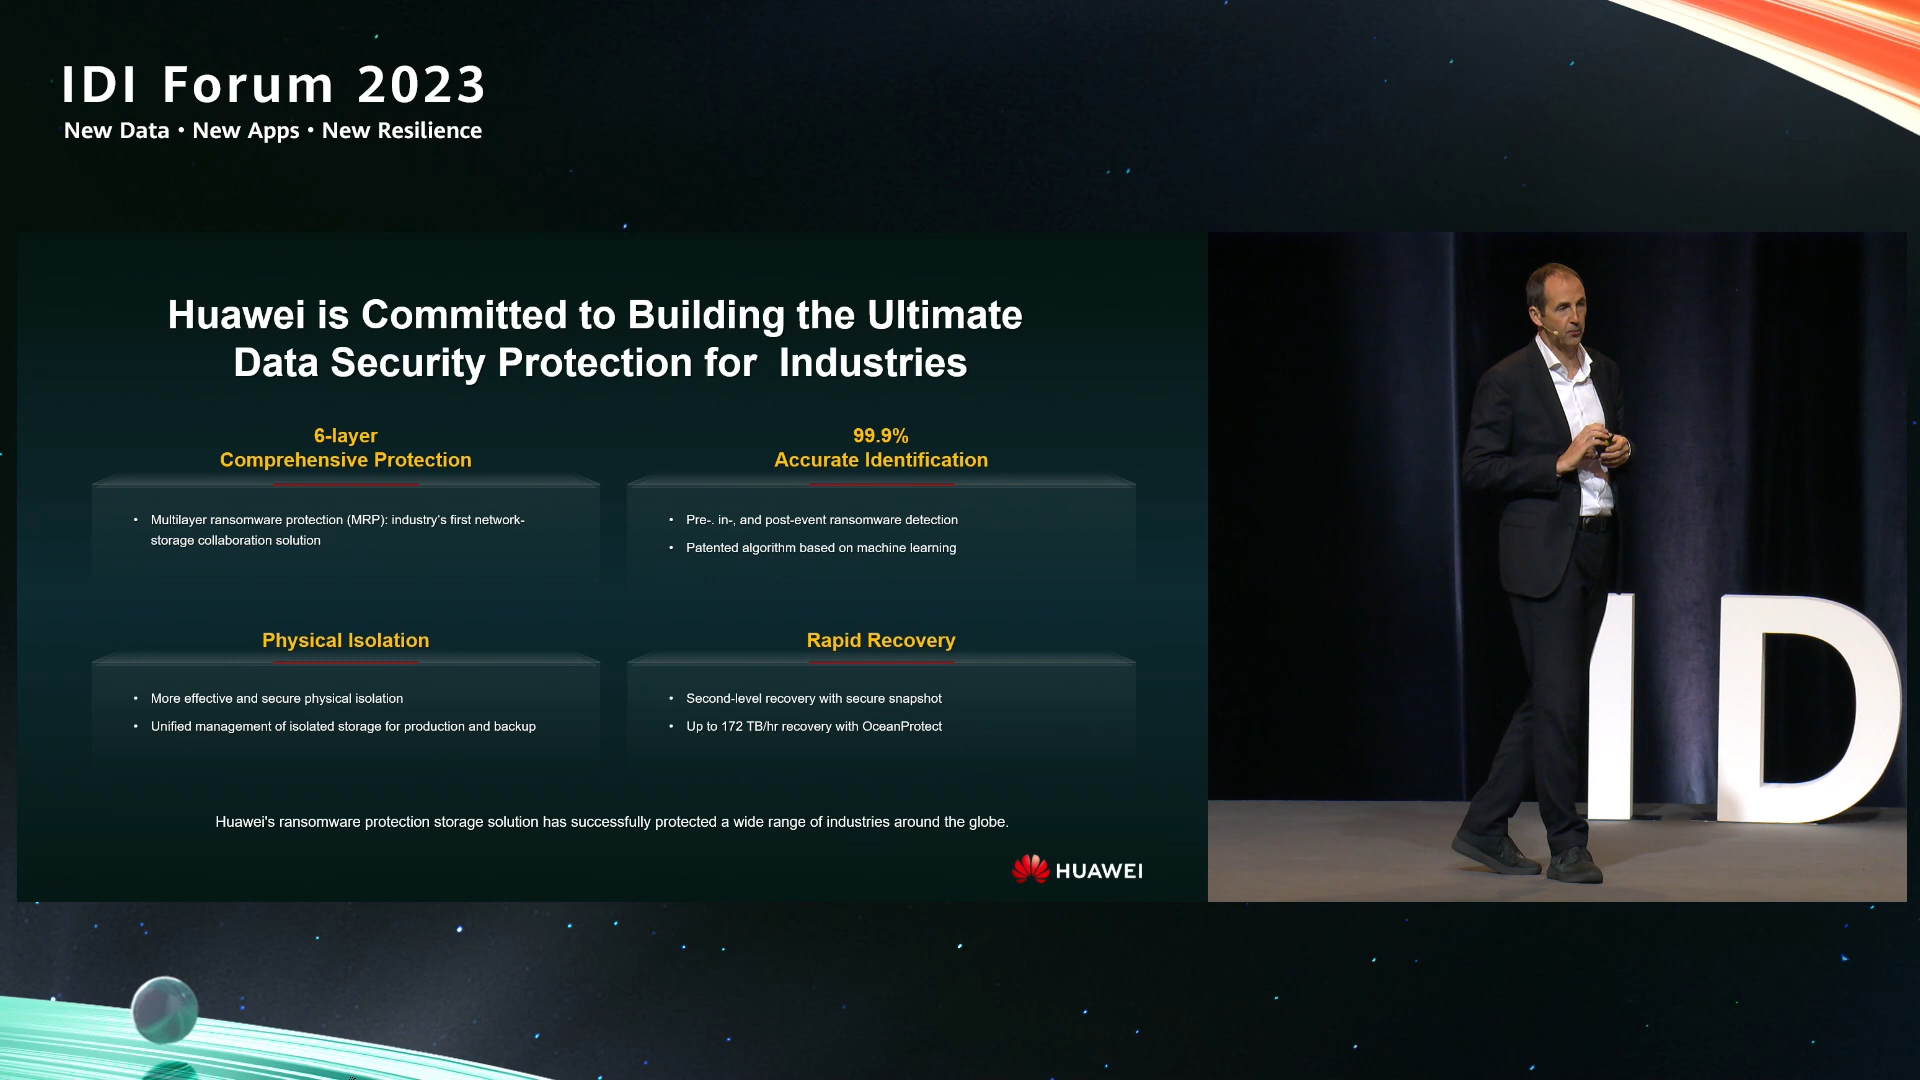 IDI Forum 2023
New Data • New Apps • New Resilience
Huawei is Committed to Building the Ultimate
Data Security Protection for  Industries
6-layer
Comprehensive Protection
• Multilayer ransomware protection (MRP): industry's first network-
storage collaboration solution
99.9%
Accurate Identification
• Pre-. in-, and post-event ransomware detection
• Patented algorithm based on machine learning
Physical Isolation
• More effective and secure physical isolation
• Unified management of isolated storage for production and backup
Rapid Recovery
• Second-level recovery with secure snapshot
• Up to 172 TB/hr recovery with OceanProtect
Huawei's ransomware protection storage solution has successfully protected a wide range of industries around the globe.
HUAWEI
ID